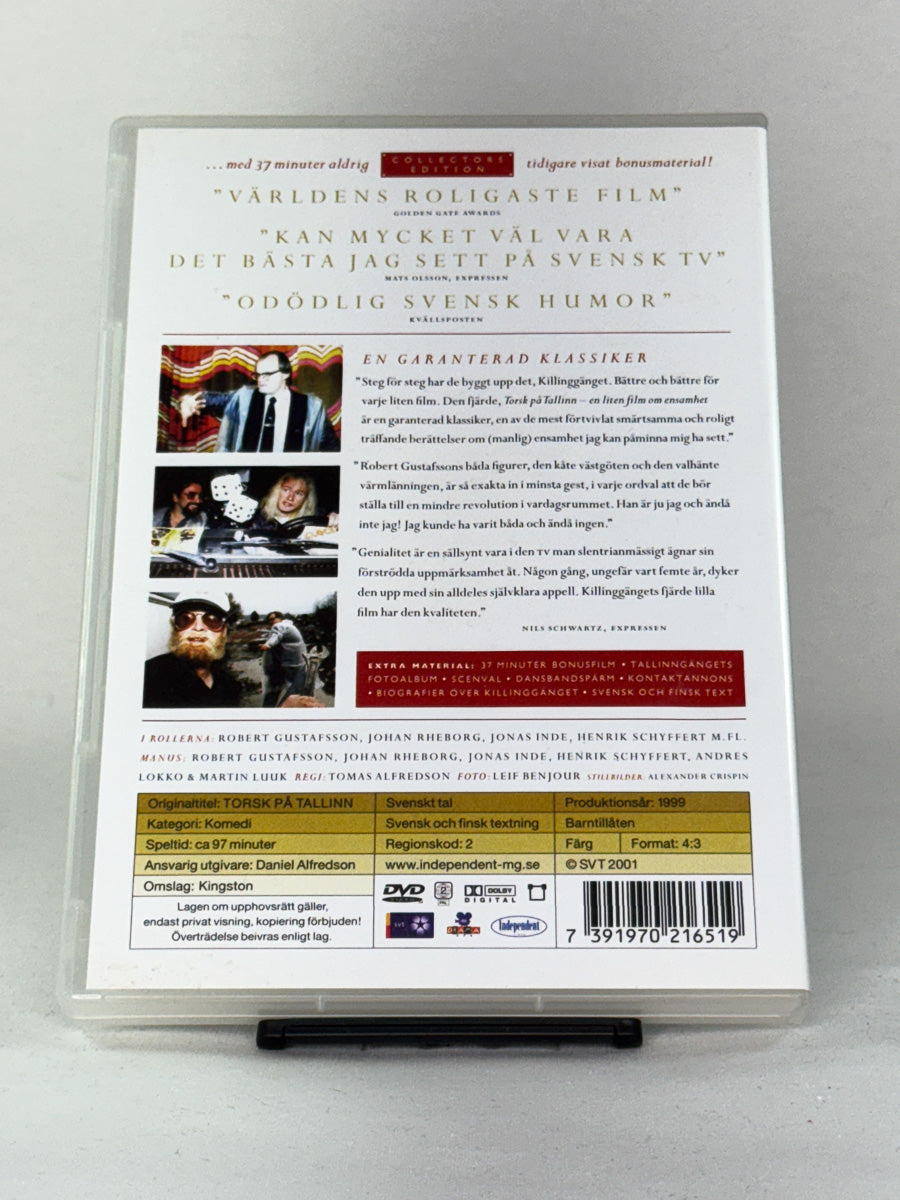 ...med 37 minuter aldrig COLLECTORS EDITION tidigare visat bonusmaterial!
"VÄRLDENS ROLIGASTE FILM"
GOLDEN GATE AWARDS
"KAN MYCKET VÄL VARA
DET BÄSTA JAG SETT PÅ SVENSK TV"
MATS OLSSON, EXPRESSEN
"ODÖDLIG SVENSK HUMOR"
KVÄLLSPOSTEN
EN GARANTERAD KLASSIKER
"Steg för steg har de byggt upp det, Killinggänget. Bättre och bättre för
varje liten film. Den fjärde, Torsk på Tallinn – en liten film om ensamhet
är en garanterad klassiker, en av de mest förtvivlat smärtsamma och roligt
träffande berättelser om (manlig) ensamhet jag kan påminna mig ha sett."
"Robert Gustafssons båda figurer, den kåte västgöten och den valhänte
värmlänningen, är så exakta in i minsta gest, i varje ordval att de bör
ställa till en mindre revolution i vardagsrummet. Han är ju jag och ändå
inte jag! Jag kunde ha varit båda och ändå ingen."
"Genialitet är en sällsynt vara i den TV man slentrianmässigt ägnar sin
förströdda uppmärksamhet åt. Någon gång, ungefär vart femte år, dyker
den upp med sin alldeles självklara appell. Killinggängets fjärde lilla
film har den kvaliteten."
NILS SCHWARTZ, EXPRESSEN
EXTRA MATERIAL: 37 MINUTER BONUSFILM • TALLINNGÄNGETS
FOTOALBUM • SCENVAL • DANSBANDSPÅRM • KONTAKTANNONS
• BIOGRAFIER ÖVER KILLINGGÄNGET • SVENSK OCH FINSK TEXT
I ROLLERNA: ROBERT GUSTAFSSON, JOHAN RHEBORG, JONAS INDE, HENRIK SCHYFFERT M.FL.
MANUS: ROBERT GUSTAFSSON, JOHAN RHEBORG, JONAS INDE, HENRIK SCHYFFERT, ANDRES
LOKKO & MARTIN LUUK REGI: TOMAS ALFREDSON FOTO: LEIF BENJOUR STILLBILDER: ALEXANDER CRISPIN
Originaltitel: TORSK PÅ TALLINN Svenskt tal Produktionsår: 1999
Kategori: Komedi Svensk och finsk textning Barntillåten
Speltid: ca 97 minuter Regionskod: 2 Färg Format: 4:3
Ansvarig utgivare: Daniel Alfredson www.independent-mg.se © SVT 2001
Omslag: Kingston
Lagen om upphovsrätt gäller,
endast privat visning, kopiering förbjuden!
Överträdelse beivras enligt lag.
DVD 2 DOLBY DIGITAL
svt DRAMA Independent
7 391970 216519